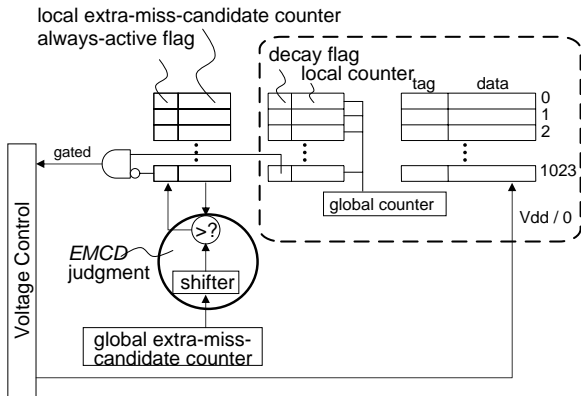 local extra-miss-candidate counter
always-active flag
decay flag
local counter
tag data
0
1
2
1023
gated
global counter
Vdd / 0
Voltage Control
>?
EMCD
judgment
shifter
global extra-miss-
candidate counter